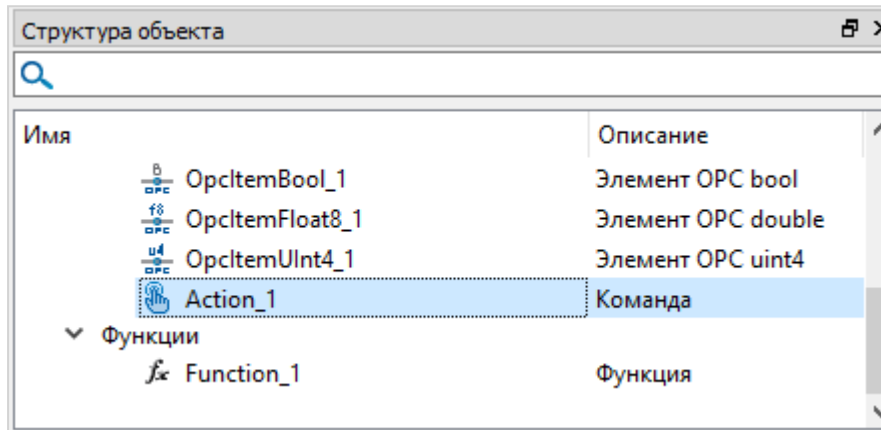 Структура объекта
Имя Описание
OpcItemBool_1 Элемент OPC bool
OpcItemFloat8_1 Элемент OPC double
OpcItemUInt4_1 Элемент OPC uint4
Action_1 Команда
Функции
Function_1 Функция